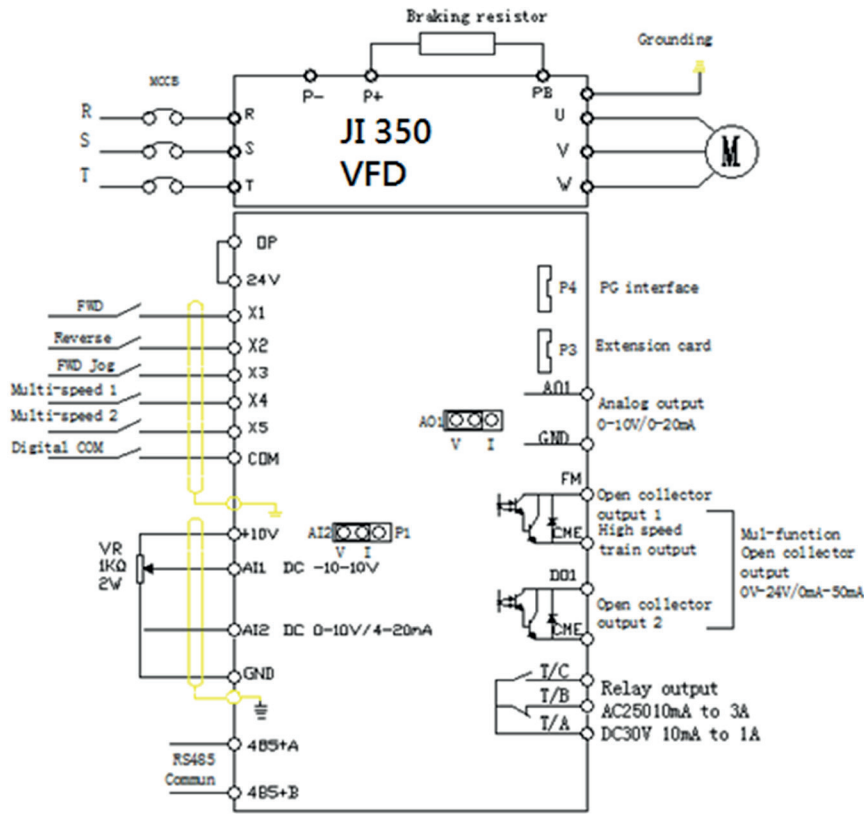 Braking resistor
Grounding
MCCB
P-
P+
PB
R
R
U
JI 350
VFD
S
S
V
M
T
T
W
OP
24V
FWD
X1
P4
PG interface
Reverse
X2
FWD Jog
X3
P3
Extension card
Multi-speed 1
X4
AO1
Analog output
0-10V/0-20mA
Multi-speed 2
X5
AO1
V
I
GND
Digital COM
COM
FM
Open collector
output 1
High speed
train output
CME
+10V
AI2
P1
V
I
VR
1KΩ
2W
AI1
DC -10-10V
Mul-function
Open collector
output
0V-24V/0mA-50mA
DO1
Open collector
output 2
CME
AI2
DC 0-10V/4-20mA
GND
T/C
T/B
T/A
Relay output
AC25010mA to 3A
DC30V 10mA to 1A
485+A
RS485
Commun
485+B